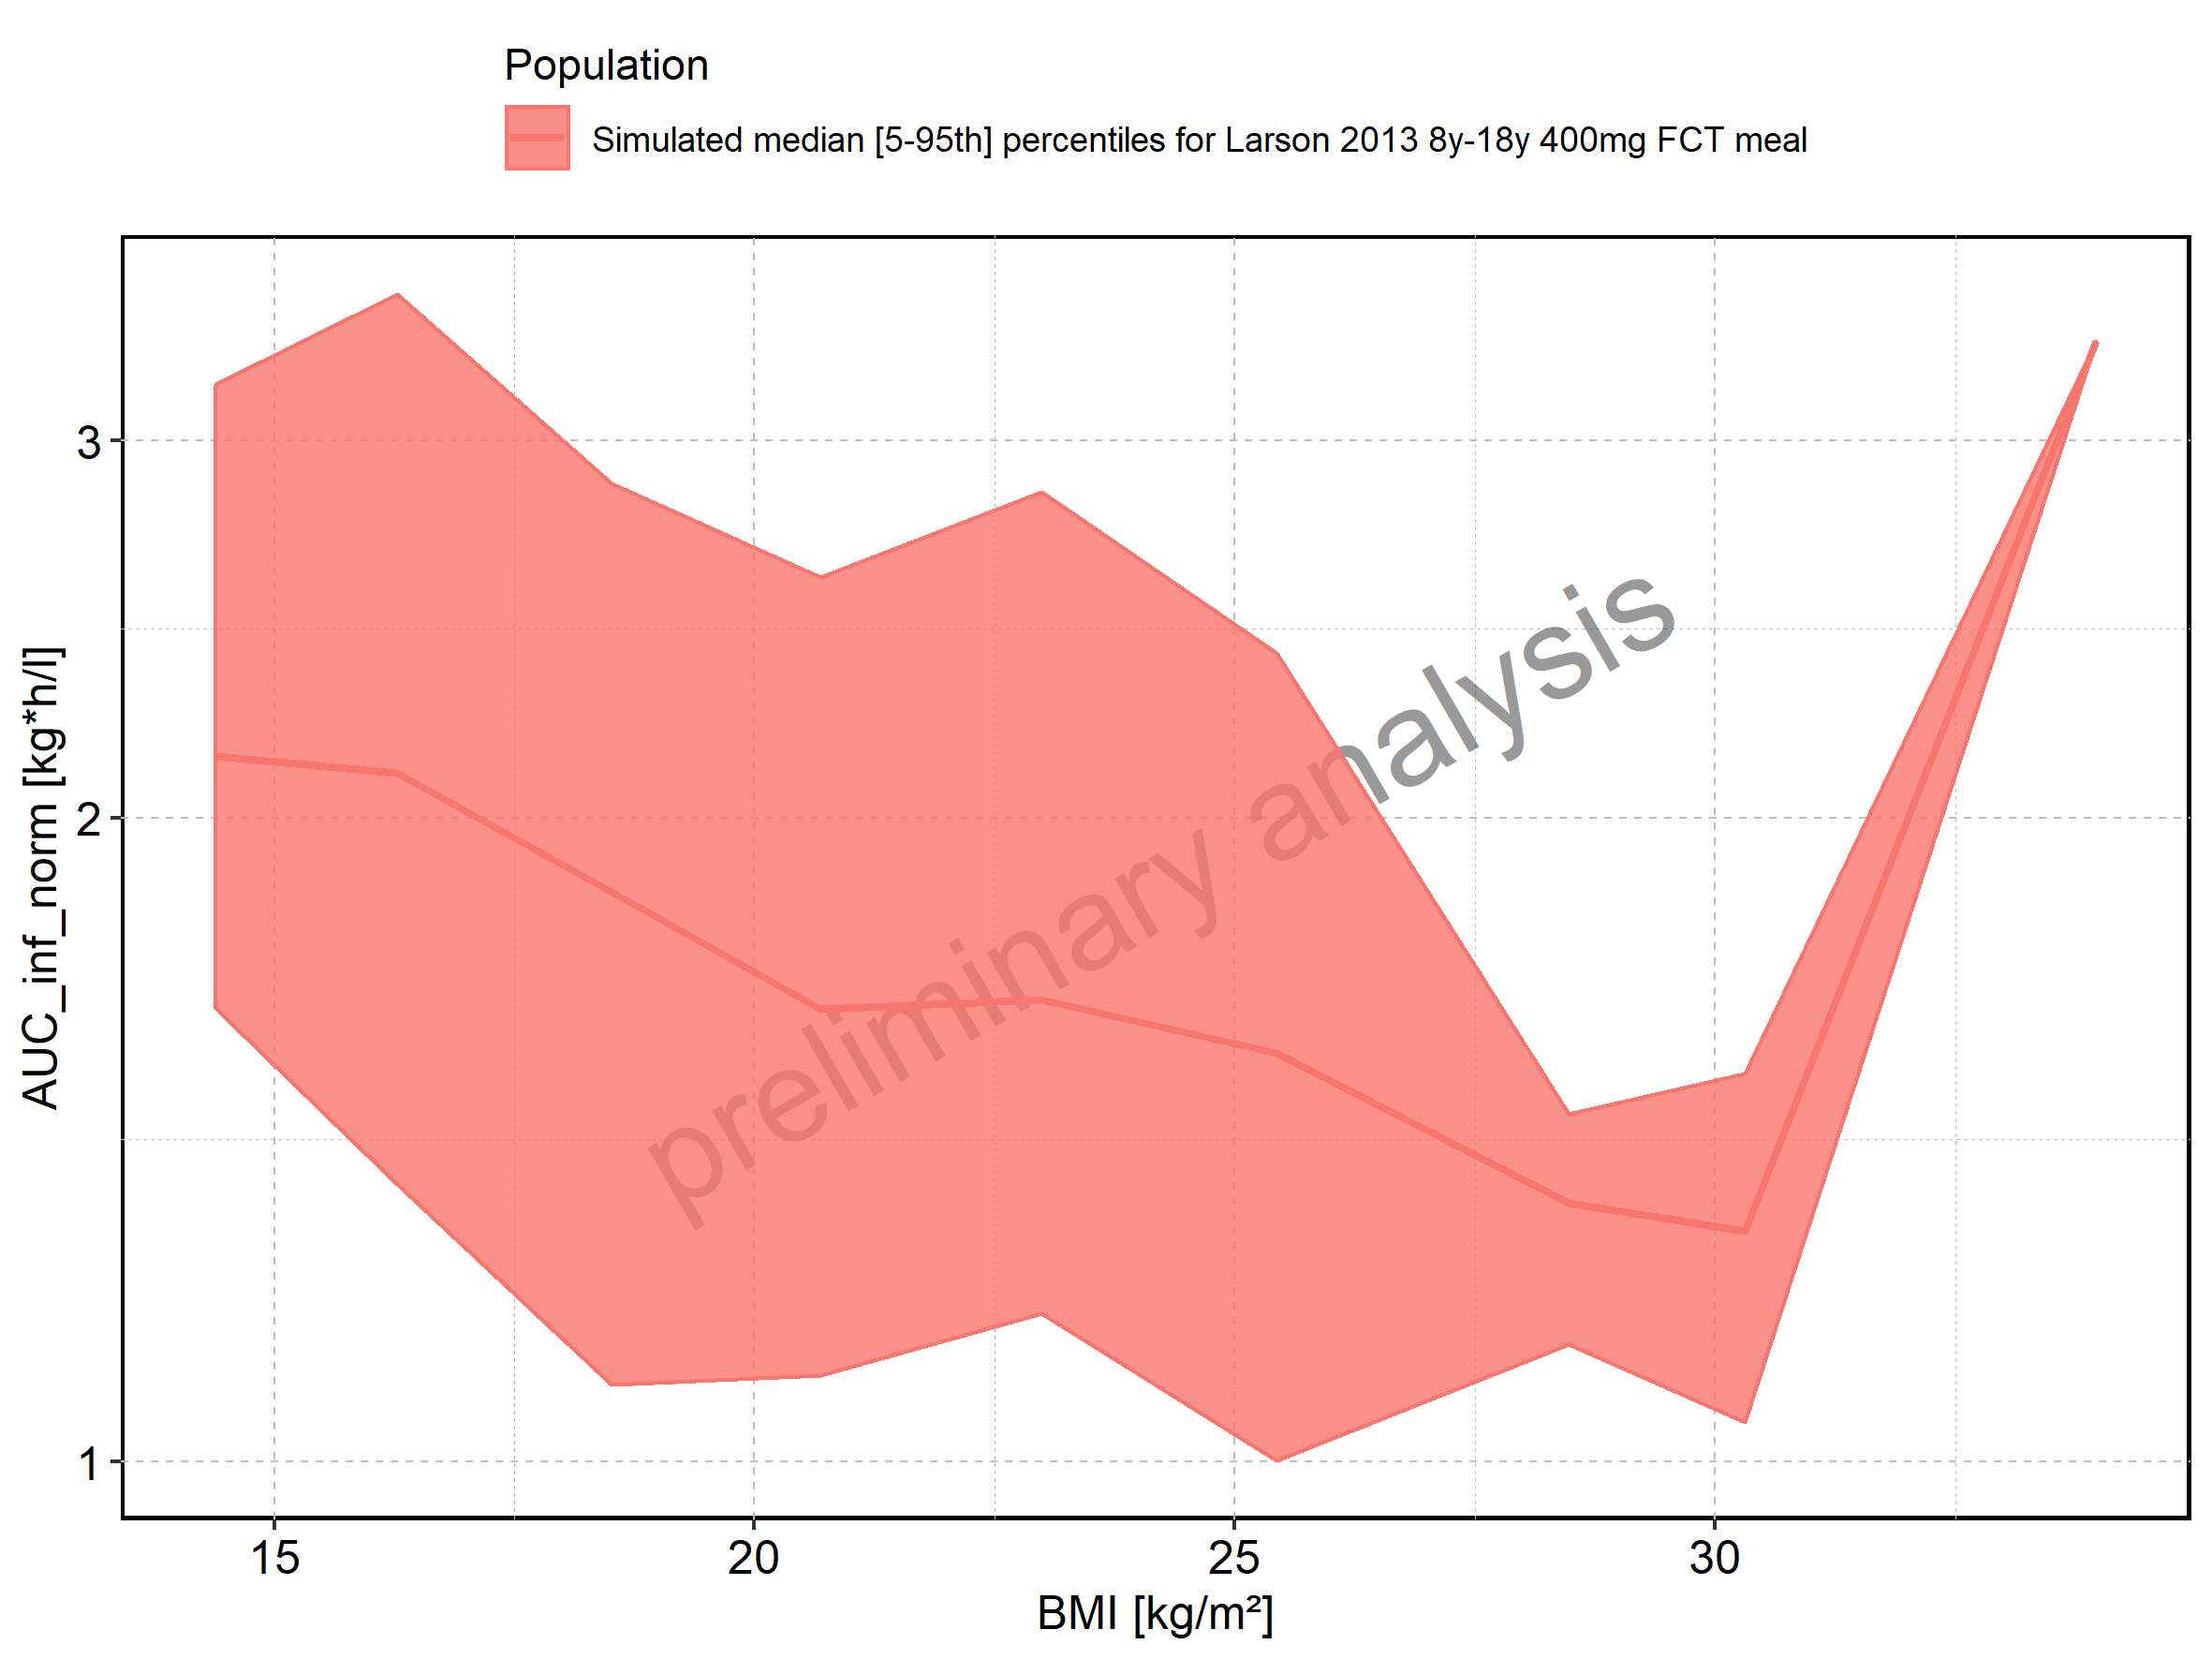 Population
Simulated median [5-95th] percentiles for Larson 2013 8y-18y 400mg FCT meal
3
2
1
AUC_inf_norm [kg*h/l]
preliminary analysis
15 20 25 30
BMI [kg/m²]